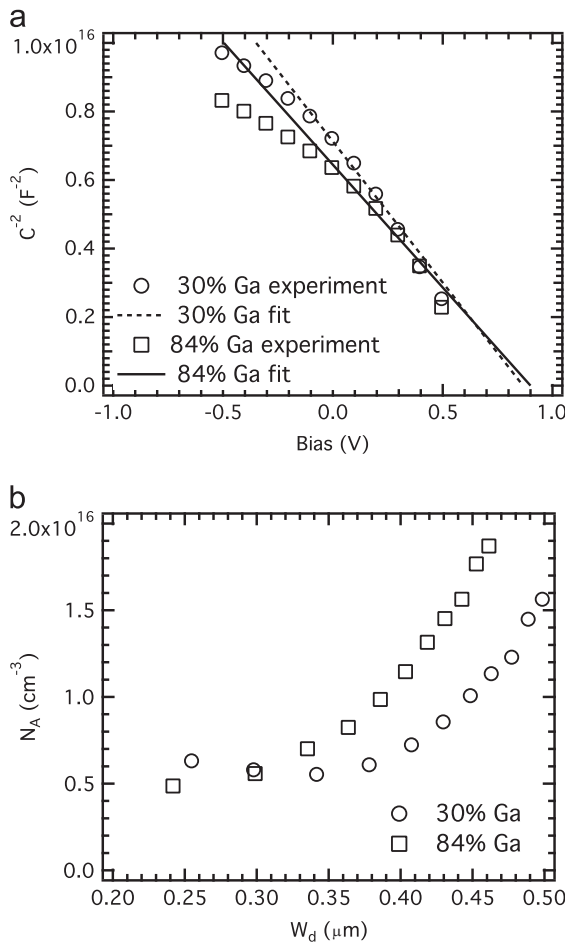 a
1.0x10^16
0.8
0.6
0.4
0.2
0.0
C^-2 (F^-2)
30% Ga experiment
30% Ga fit
84% Ga experiment
84% Ga fit
-1.0
-0.5
0.0
0.5
1.0
Bias (V)
b
2.0x10^16
1.5
1.0
0.5
0.0
N_A (cm^-3)
30% Ga
84% Ga
0.20
0.25
0.30
0.35
0.40
0.45
0.50
W_d (μm)